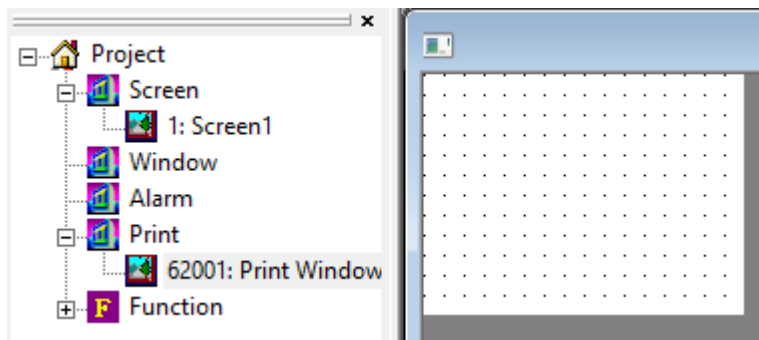 Project
Screen
1: Screen1
Window
Alarm
Print
62001: Print Window
F Function